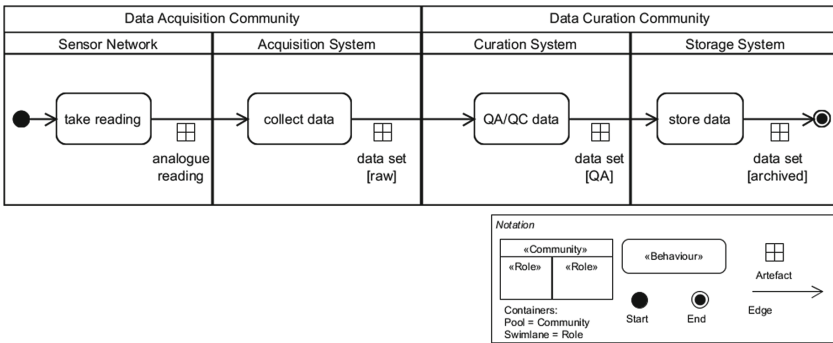 Data Acquisition Community
Data Curation Community
Sensor Network
Acquisition System
Curation System
Storage System
take reading
collect data
QA/QC data
store data
analogue
reading
data set
[raw]
data set
[QA]
data set
[archived]
Notation
«Community»
«Role»
«Role»
«Behaviour»
Artefact
Containers:
Pool = Community
Swimlane = Role
Start
End
Edge